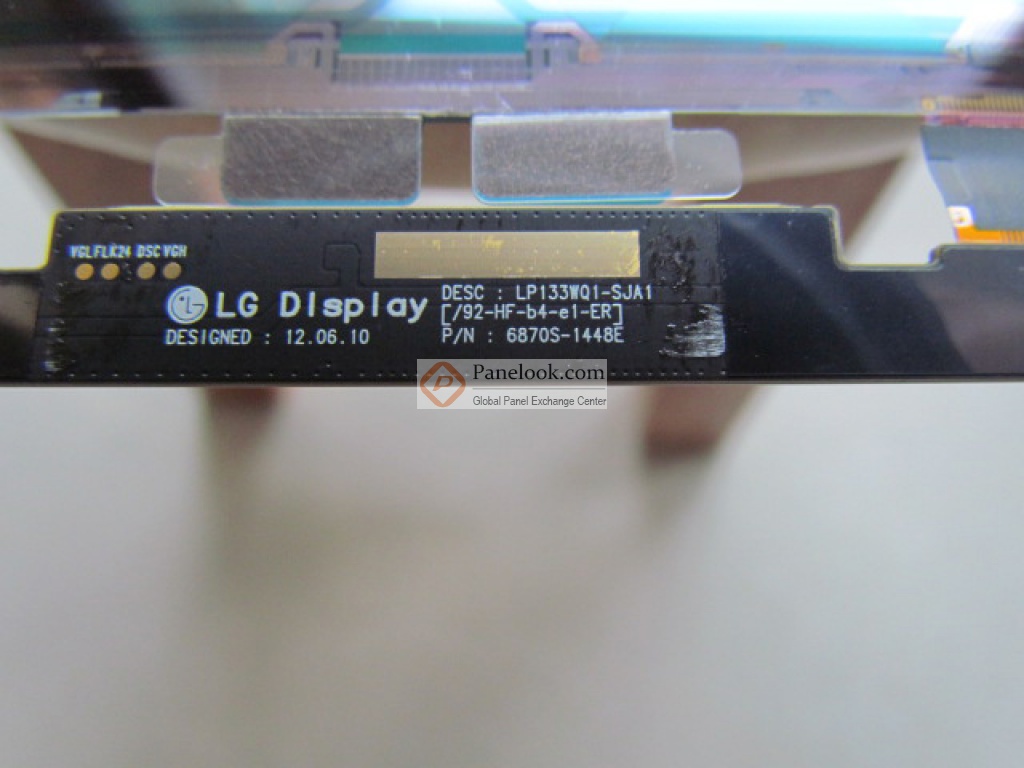 VGL FLK24 DSC VGH
LG DIsplay
DESIGNED : 12.06.10
DESC : LP133WQ1-SJA1
[/92-HF-b4-e1-ER]
P/N : 6870S-1448E
Panelook.com
Global Panel Exchange Center